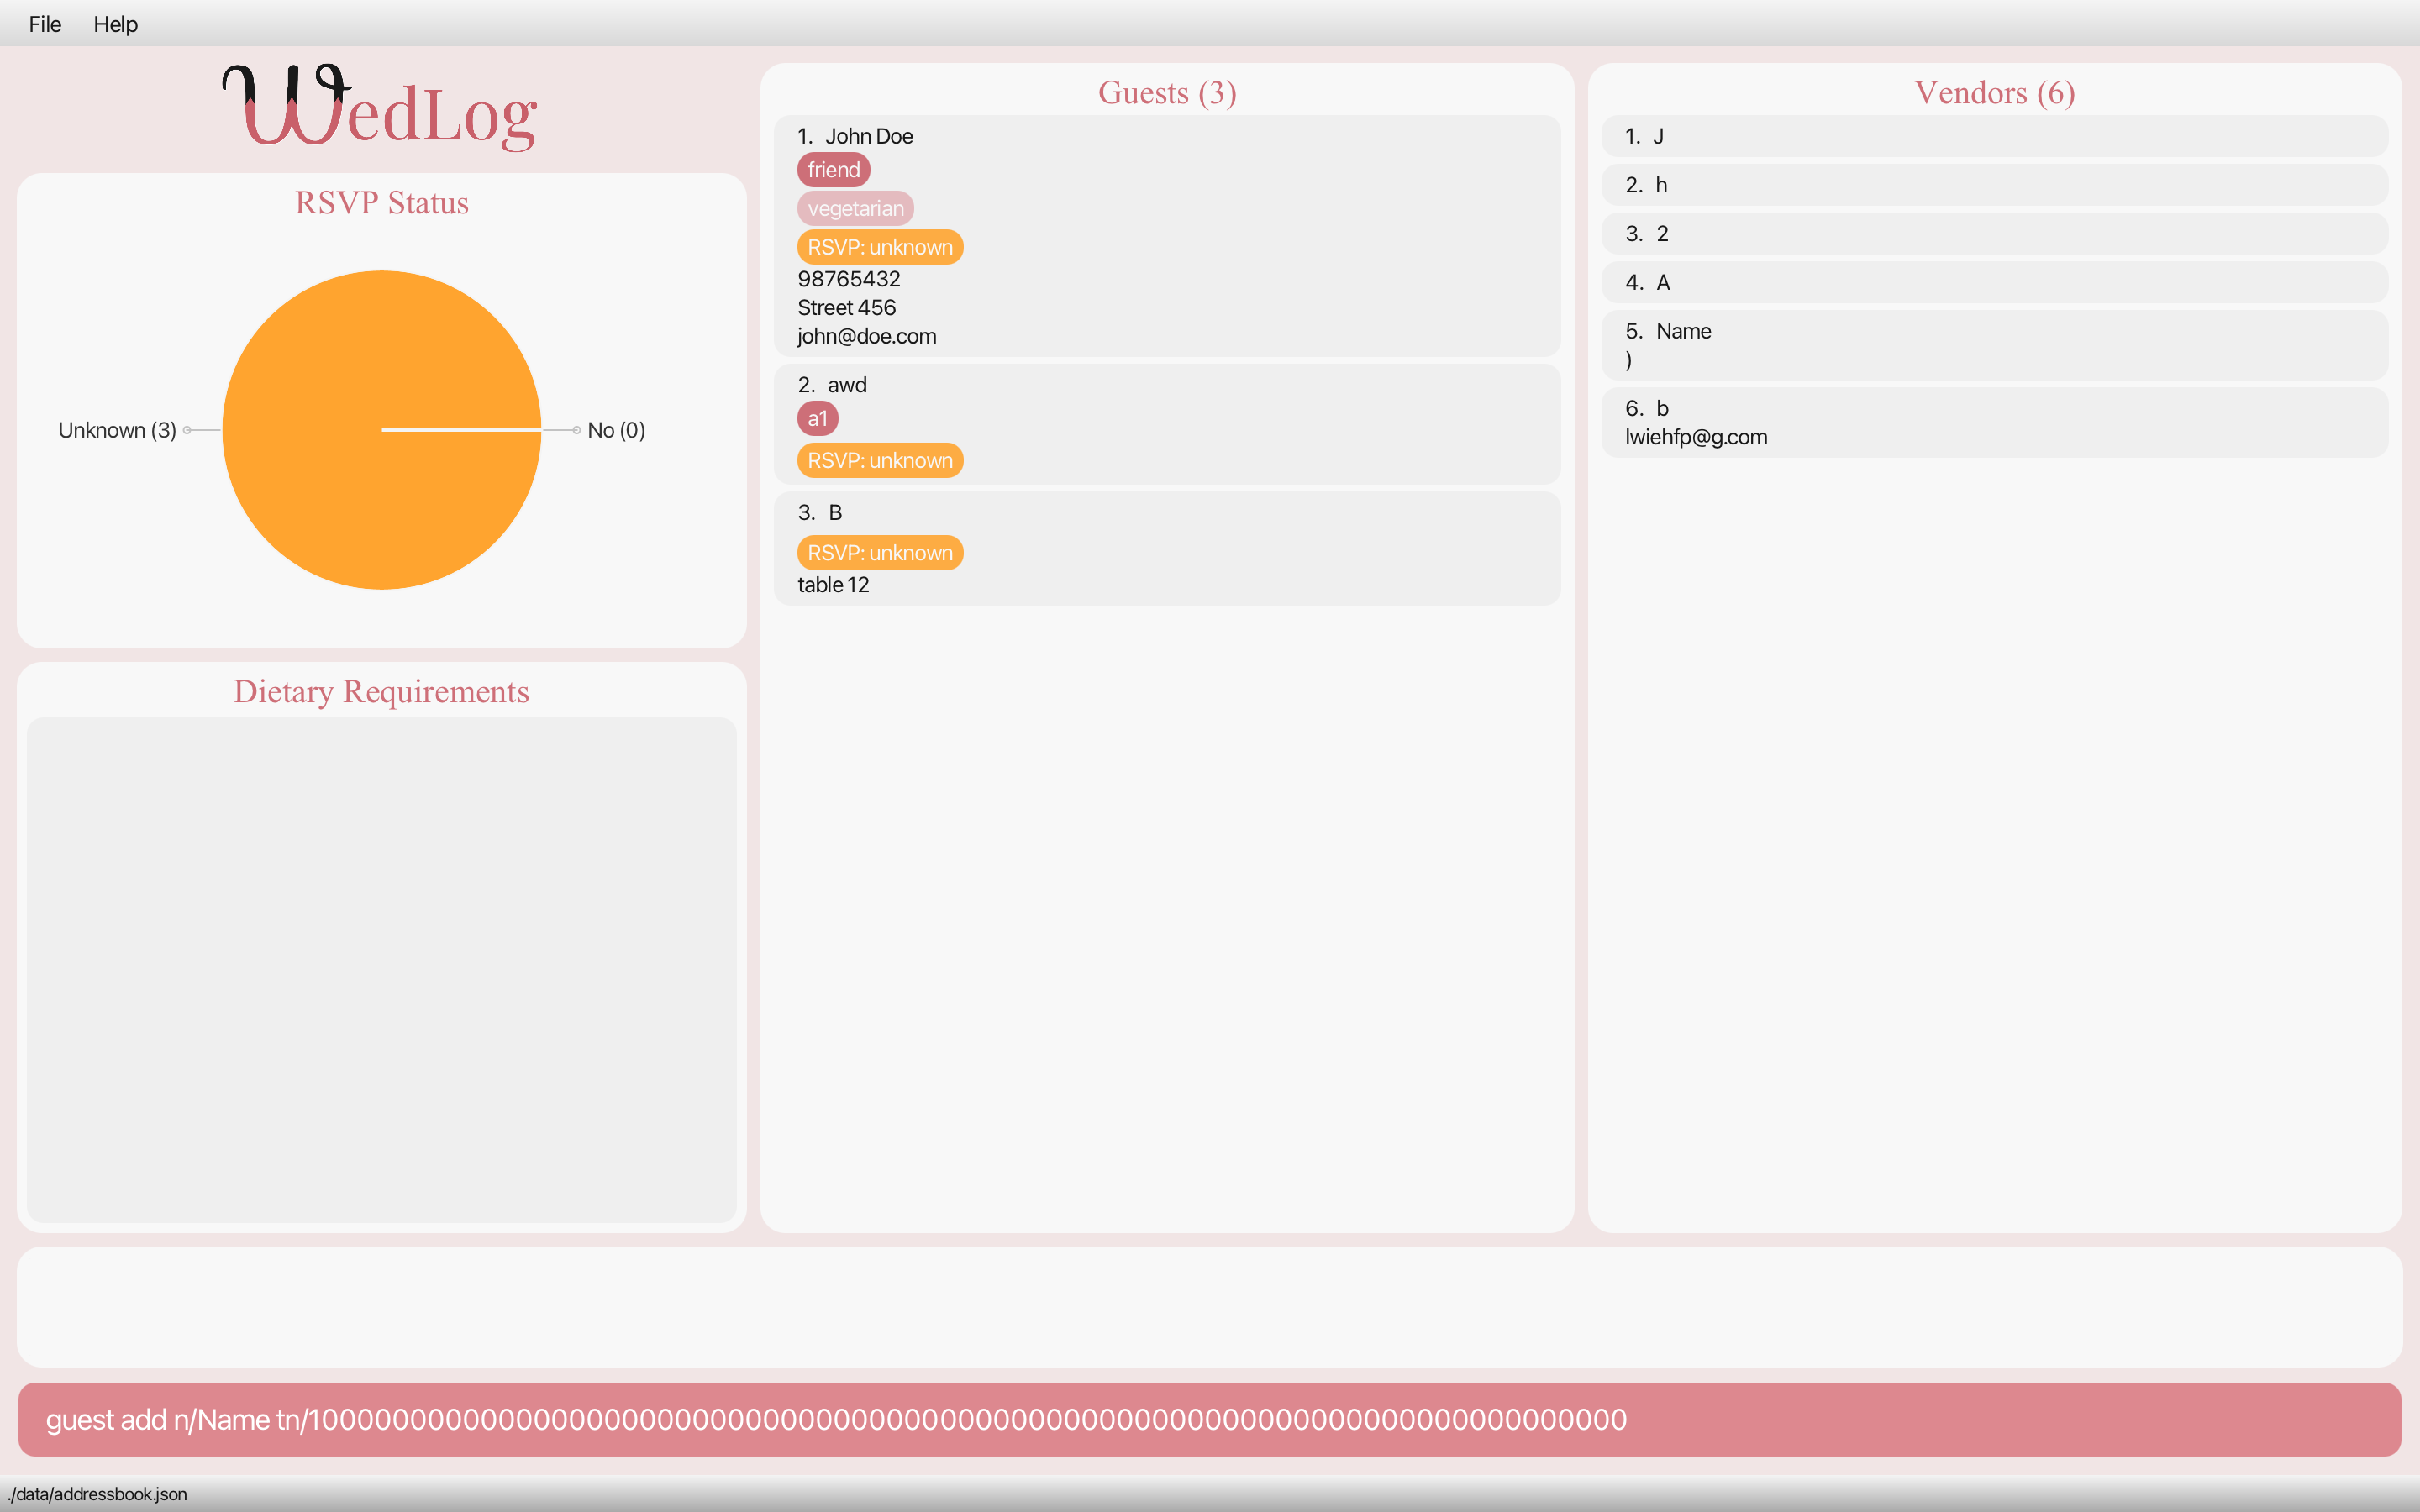 File Help
WedLog
RSVP Status
Unknown (3)
No (0)
Dietary Requirements
Guests (3)
1. John Doe
friend
vegetarian
RSVP: unknown
98765432
Street 456
john@doe.com
2. awd
a1
RSVP: unknown
3. B
RSVP: unknown
table 12
Vendors (6)
1. J
2. h
3. 2
4. A
5. Name
)
6. b
lwiehfp@g.com
guest add n/Name tn/10000000000000000000000000000000000000000000000000000000000000000000000000
./data/addressbook.json